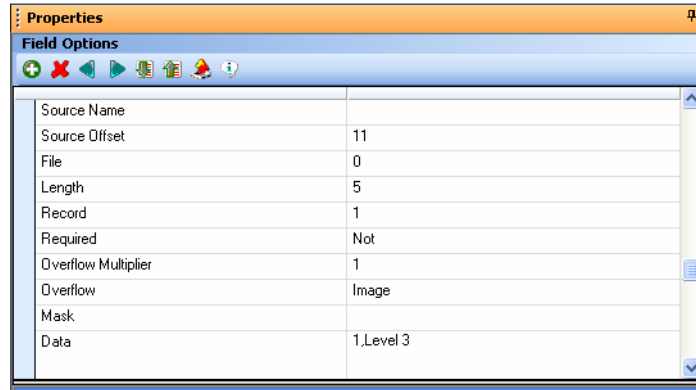 Properties
Field Options
Source Name
Source Offset 11
File 0
Length 5
Record 1
Required Not
Overflow Multiplier 1
Overflow Image
Mask
Data 1,Level 3